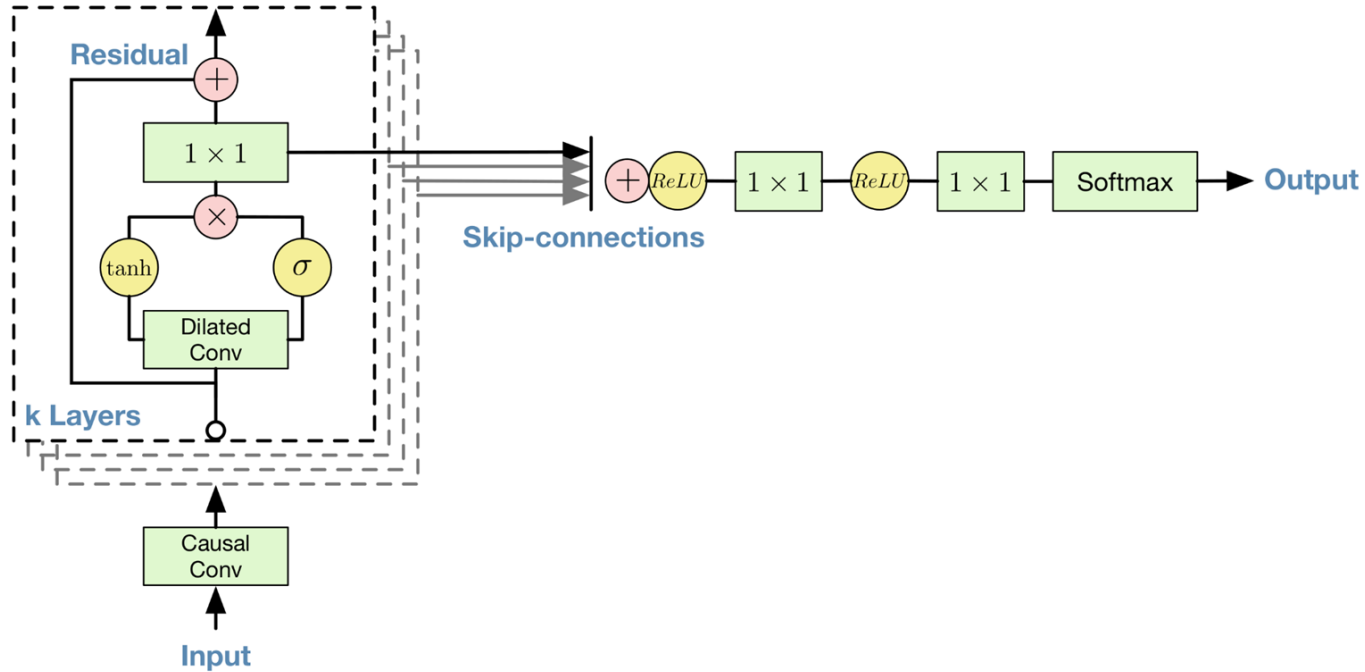 Residual
+
1 × 1
×
tanh
σ
Dilated
Conv
k Layers
Causal
Conv
Input
Skip-connections
+
ReLU
1 × 1
ReLU
1 × 1
Softmax
Output